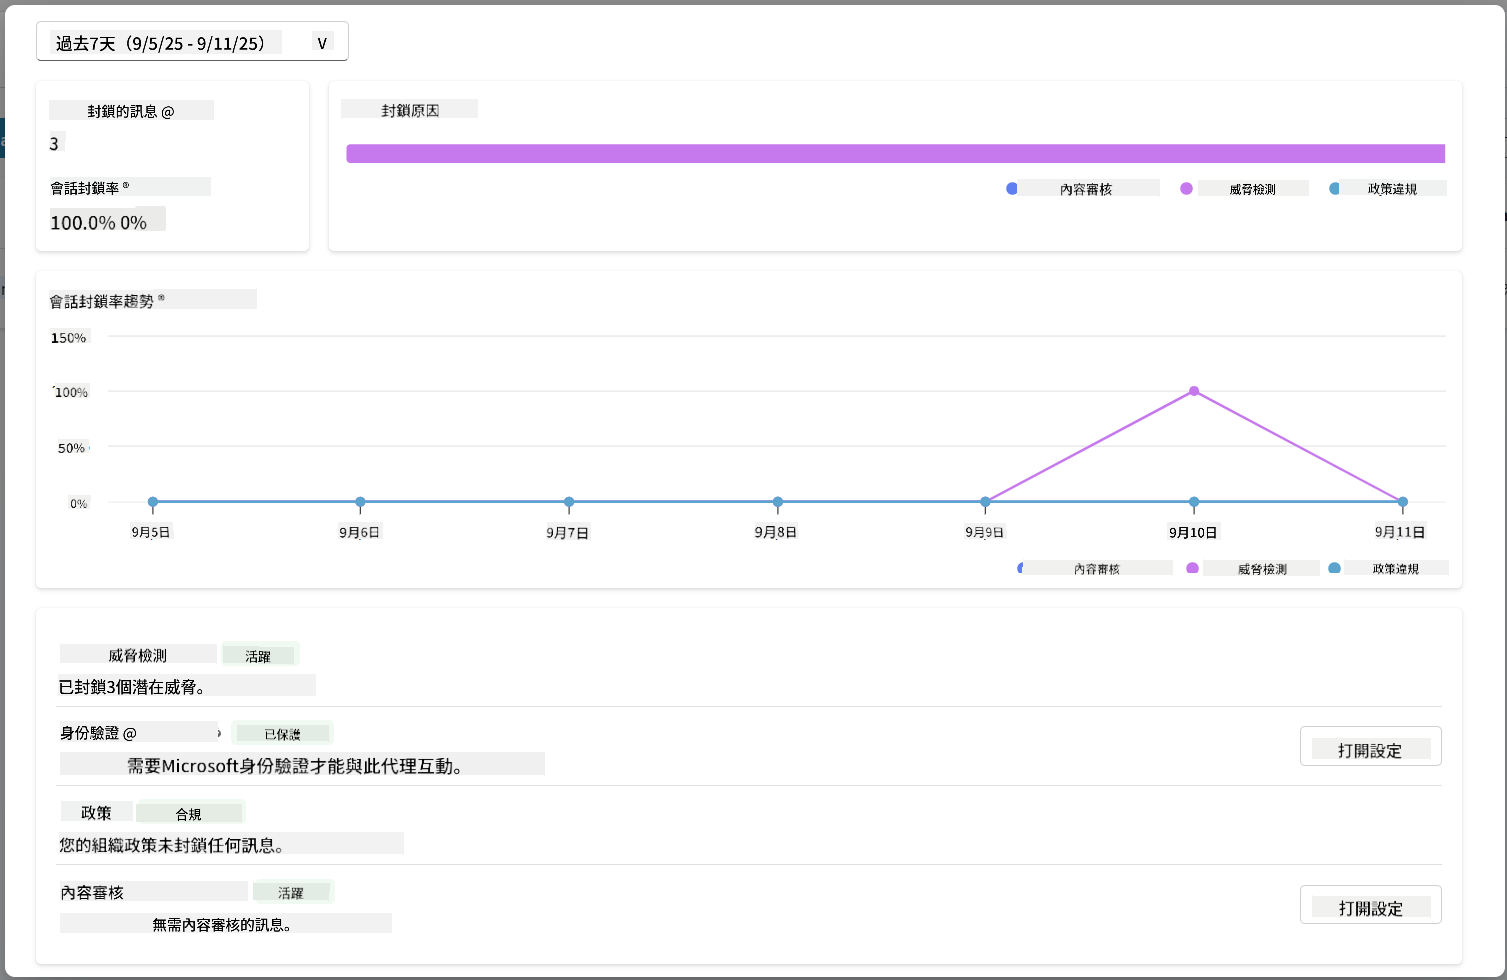 過去7天（9/5/25 - 9/11/25） V
封鎖的訊息 @
3
會話封鎖率 ®
100.0% 0%
封鎖原因
內容審核 威脅檢測 政策違規
會話封鎖率趨勢 ®
150%
100%
50%
0%
9月5日 9月6日 9月7日 9月8日 9月9日 9月10日 9月11日
內容審核 威脅檢測 政策違規
威脅檢測 活躍
已封鎖3個潛在威脅。
身份驗證 @ 已保護
需要Microsoft身份驗證才能與此代理互動。
打開設定
政策 合規
您的組織政策未封鎖任何訊息。
內容審核 活躍
無需內容審核的訊息。
打開設定